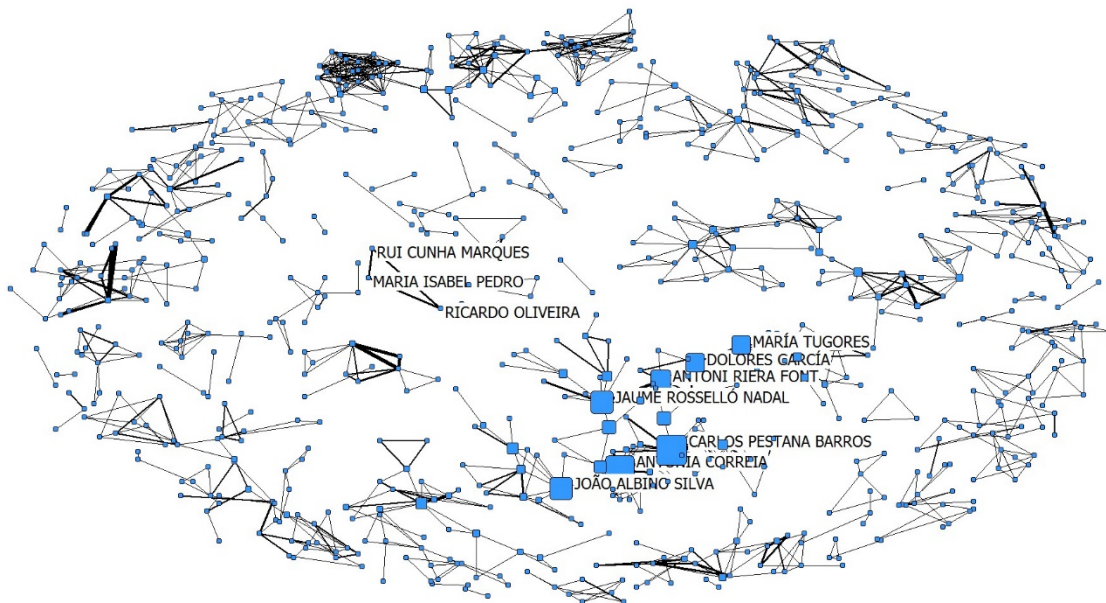 RUI CUNHA MARQUES
MARIA ISABEL PEDRO
RICARDO OLIVEIRA
MARÍA TUGORES
DOLORES GARCÍA
ANTONI RIERA FONT
JAUME ROSSELLÓ NADAL
CARLOS PESTANA BARROS
ANTÓNIA CORREIA
JOÃO ALBINO SILVA